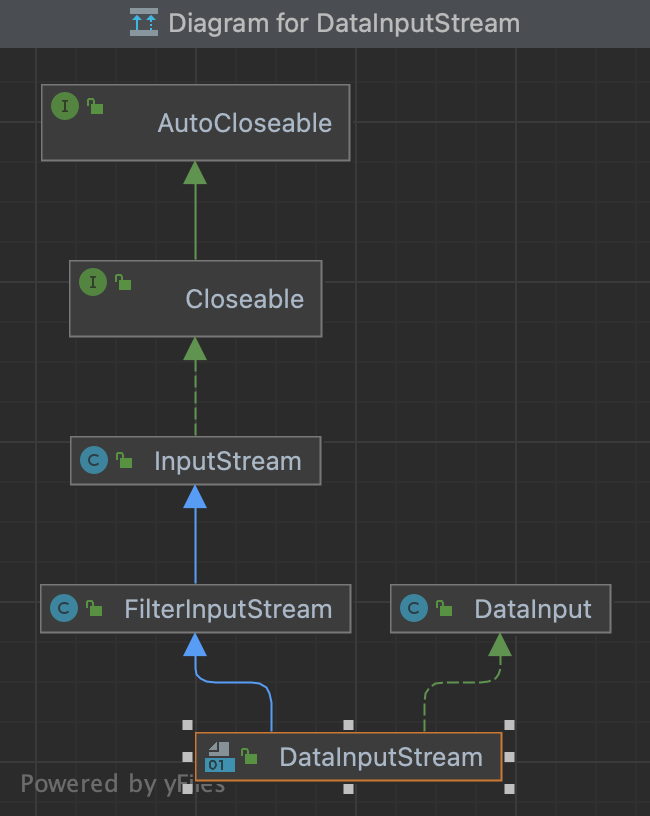 Diagram for DataInputStream
I AutoCloseable
I Closeable
C InputStream
C FilterInputStream
C DataInput
01 DataInputStream
Powered by yFiles